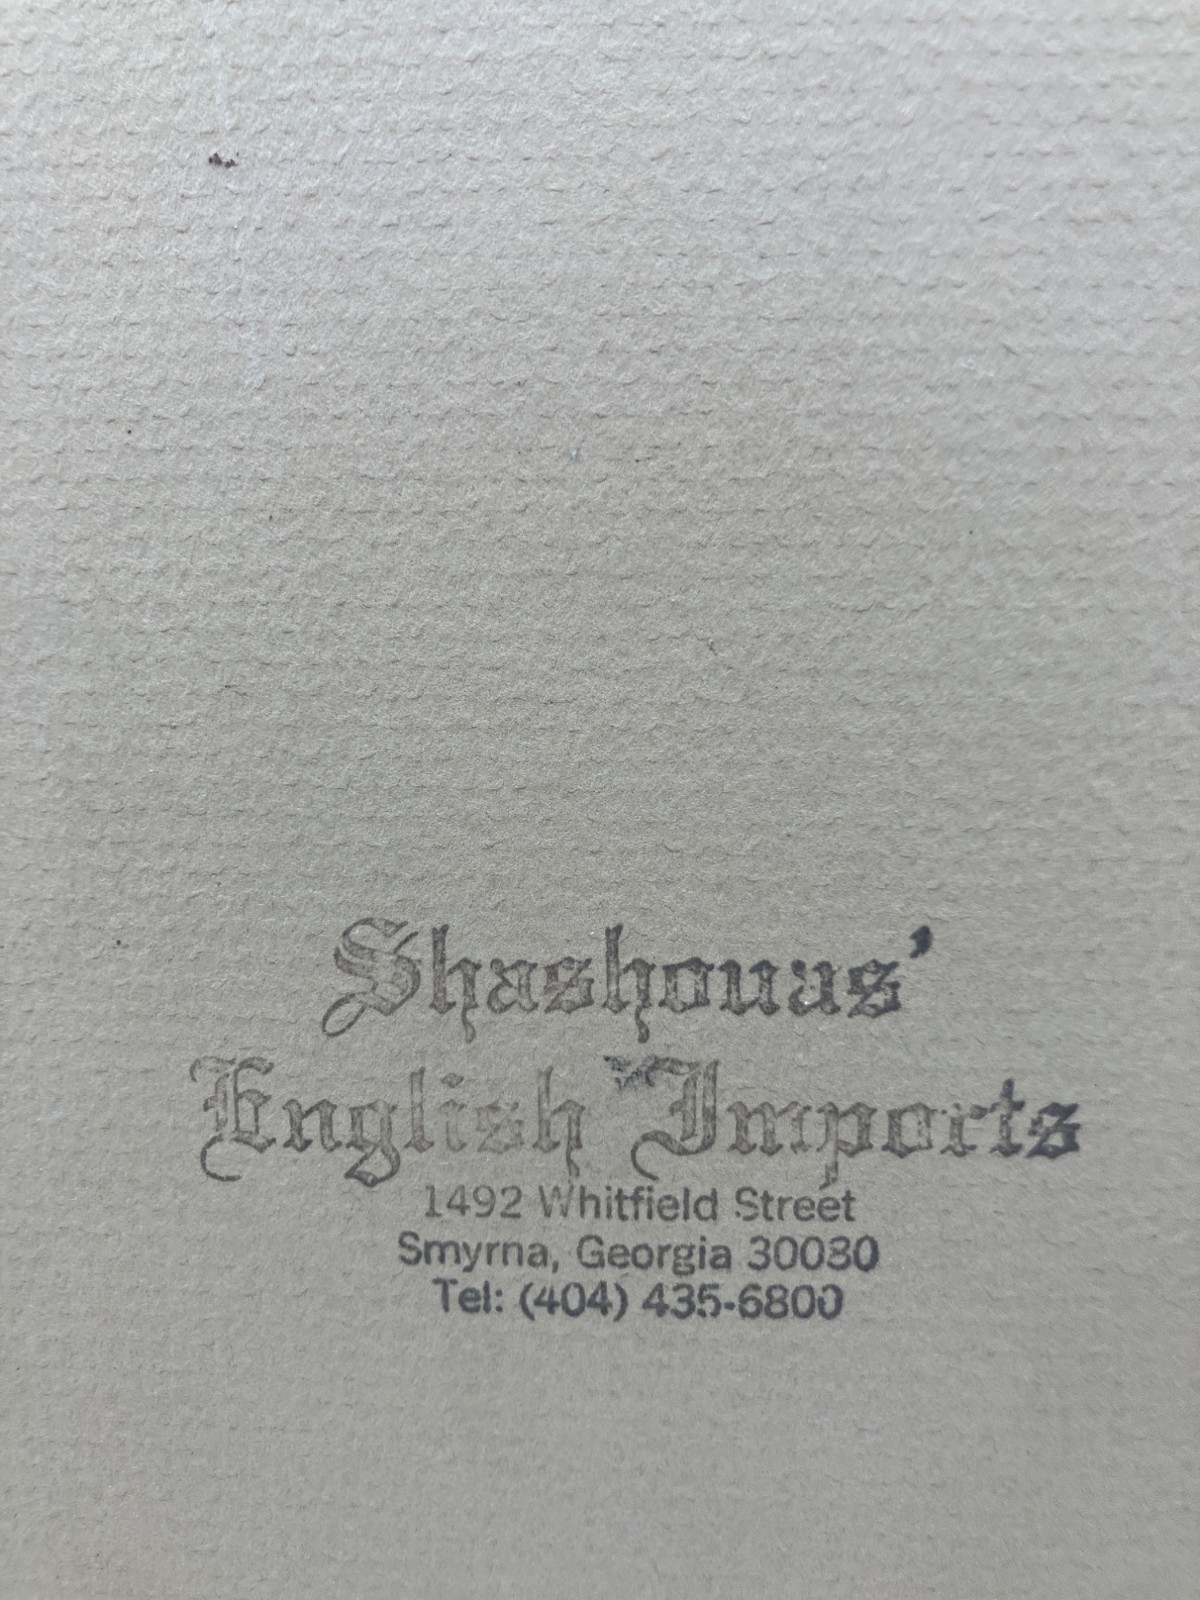 Shashouas'
English Imports
1492 Whitfield Street
Smyrna, Georgia 30080
Tel: (404) 435-6800